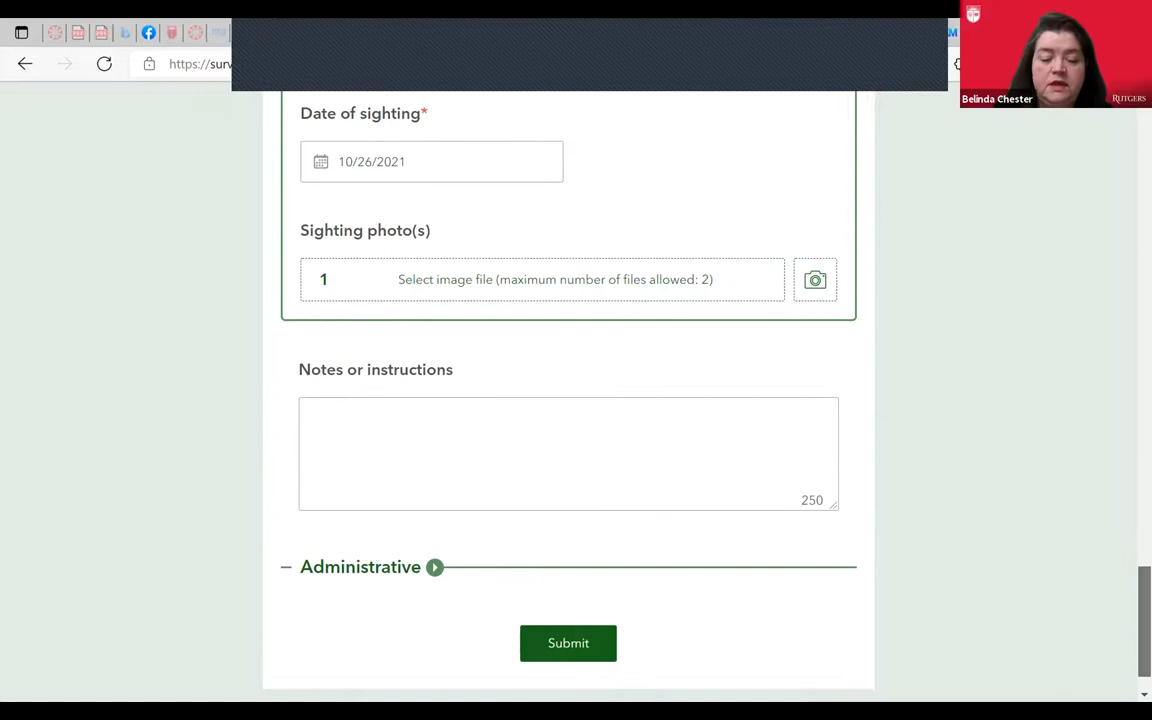 https://surv
M
Belinda Chester
RUTGERS
Date of sighting*
10/26/2021
Sighting photo(s)
1 Select image file (maximum number of files allowed: 2)
Notes or instructions
250
Administrative
Submit